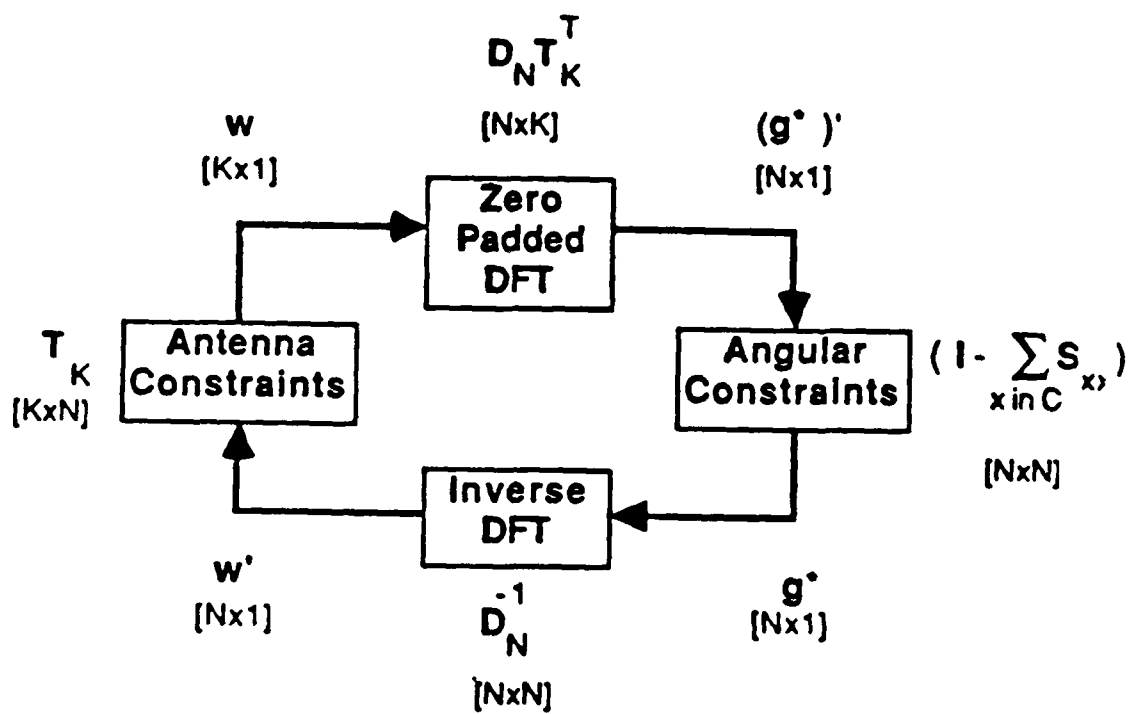 D_N T_K^T
[NxK]
w
[Kx1]
(g* )'
[Nx1]
Zero
Padded
DFT
T_K
[KxN]
Antenna
Constraints
Angular
Constraints
( I - ∑ S_x
x in C
)
[NxN]
Inverse
DFT
w'
[Nx1]
D_N^-1
[NxN]
g*
[Nx1]